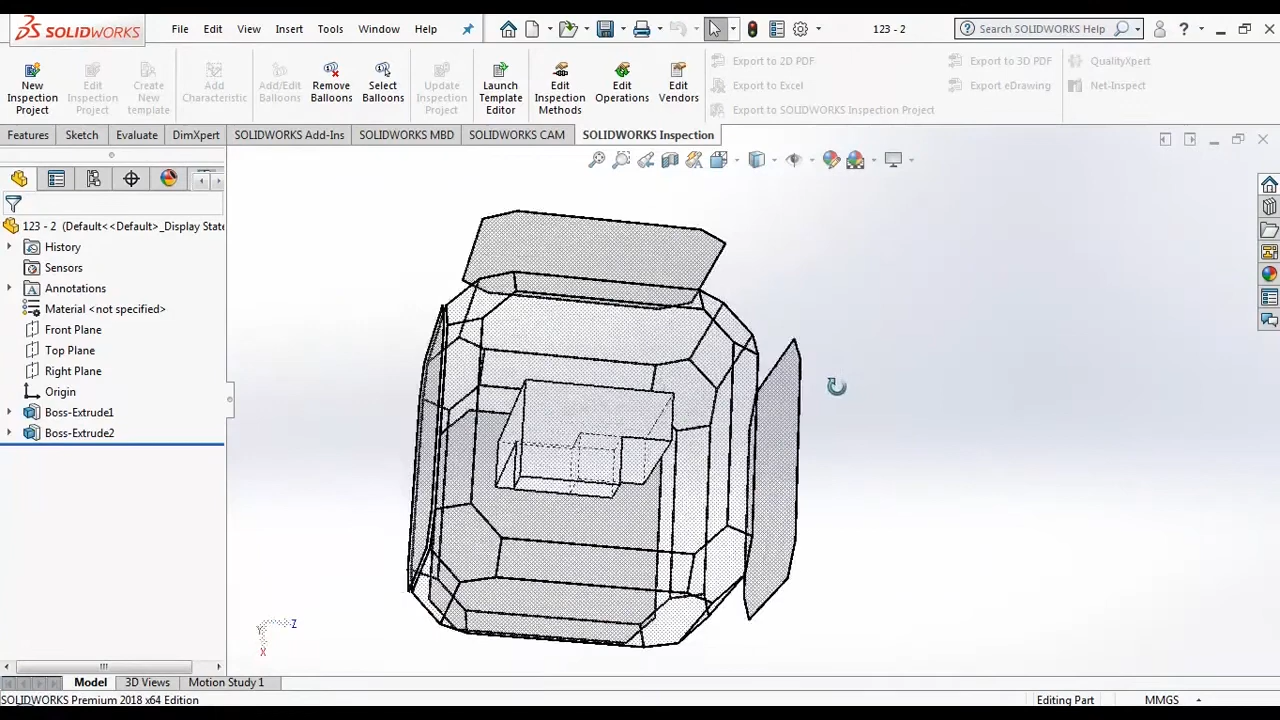 SOLIDWORKS File Edit View Insert Tools Window Help 123 - 2 Search SOLIDWORKS Help ?
New Inspection Project
Edit Inspection Project
Create New template
Add Characteristic
Add/Edit Balloons
Remove Balloons
Select Balloons
Update Inspection Project
Launch Template Editor
Edit Inspection Methods
Edit Operations
Edit Vendors
Export to 2D PDF
Export to Excel
Export to SOLIDWORKS Inspection Project
Export to 3D PDF
Export eDrawing
QualityXpert
Net-Inspect
Features Sketch Evaluate DimXpert SOLIDWORKS Add-Ins SOLIDWORKS MBD SOLIDWORKS CAM SOLIDWORKS Inspection
123 - 2 (Default<<Default>_Display State
History
Sensors
Annotations
Material <not specified>
Front Plane
Top Plane
Right Plane
Origin
Boss-Extrude1
Boss-Extrude2
Y Z
X
Model 3D Views Motion Study 1
SOLIDWORKS Premium 2018 x64 Edition Editing Part MMGS